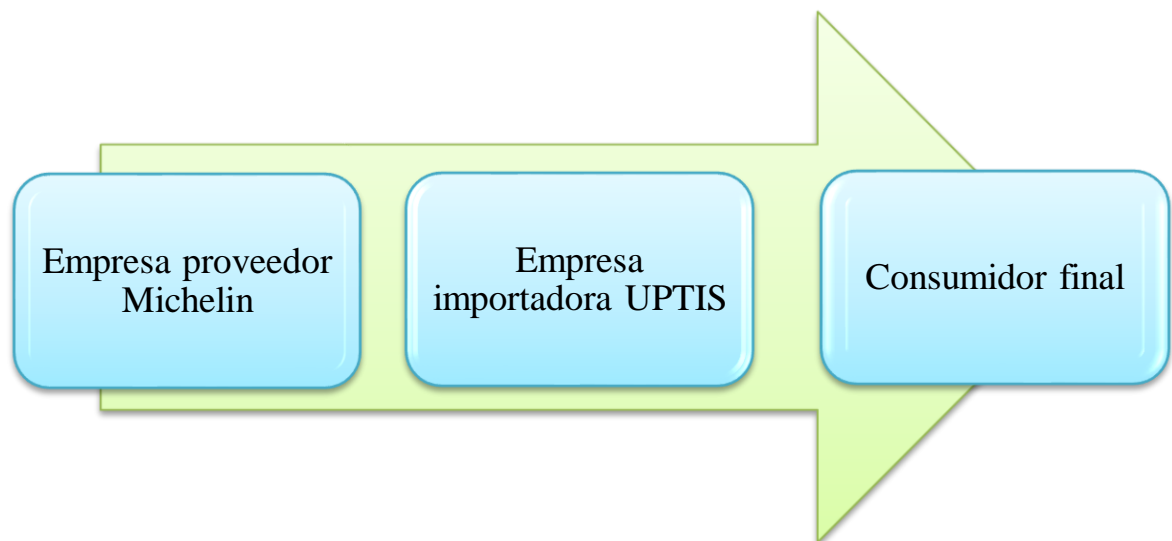 Empresa proveedor
Michelin
Empresa
importadora UPTIS
Consumidor final